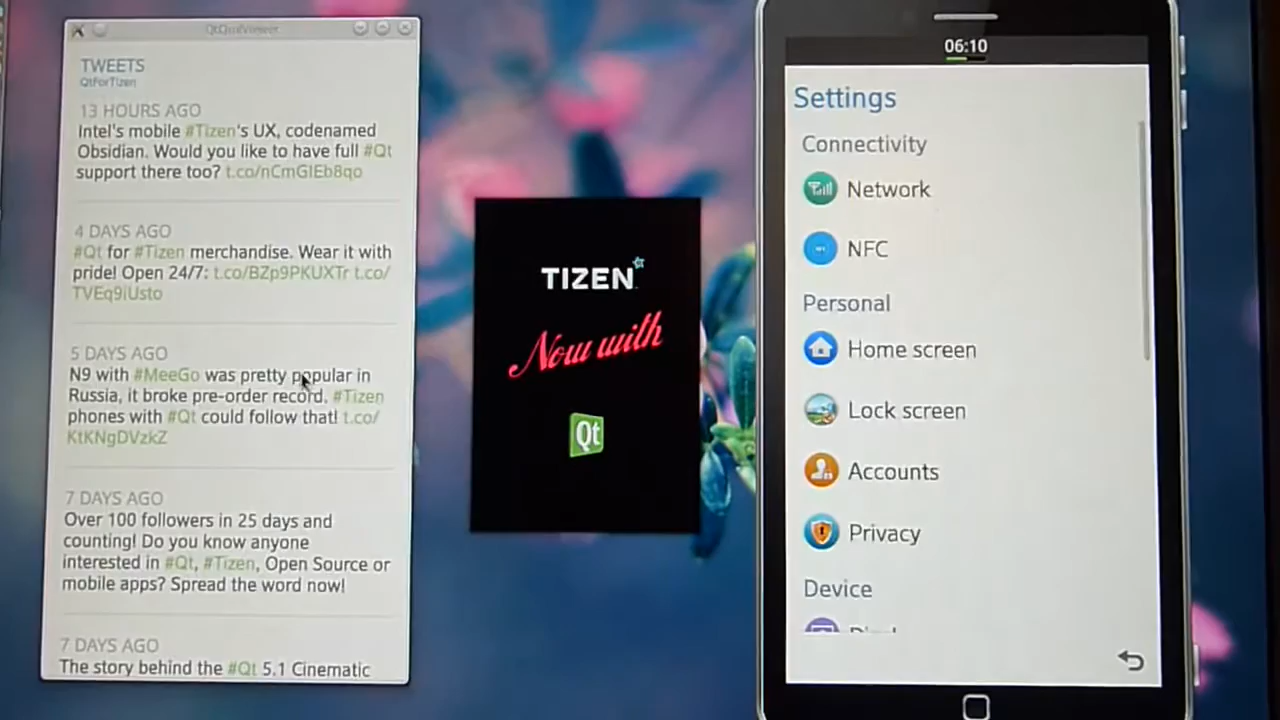 QtQmlViewer
TWEETS
QtForTizen
13 HOURS AGO
Intel's mobile #Tizen's UX, codenamed
Obsidian. Would you like to have full #Qt
support there too? t.co/nCmGIEb8qo
4 DAYS AGO
#Qt for #Tizen merchandise. Wear it with
pride! Open 24/7: t.co/BZp9PKUXTr t.co/
TVEq9iUsto
5 DAYS AGO
N9 with #MeeGo was pretty popular in
Russia, it broke pre-order record. #Tizen
phones with #Qt could follow that! t.co/
KtKNgDVzkZ
7 DAYS AGO
Over 100 followers in 25 days and
counting! Do you know anyone
interested in #Qt, #Tizen, Open Source or
mobile apps? Spread the word now!
7 DAYS AGO
The story behind the #Qt 5.1 Cinematic
TIZEN
Now with
Qt
06:10
Settings
Connectivity
Network
NFC
Personal
Home screen
Lock screen
Accounts
Privacy
Device